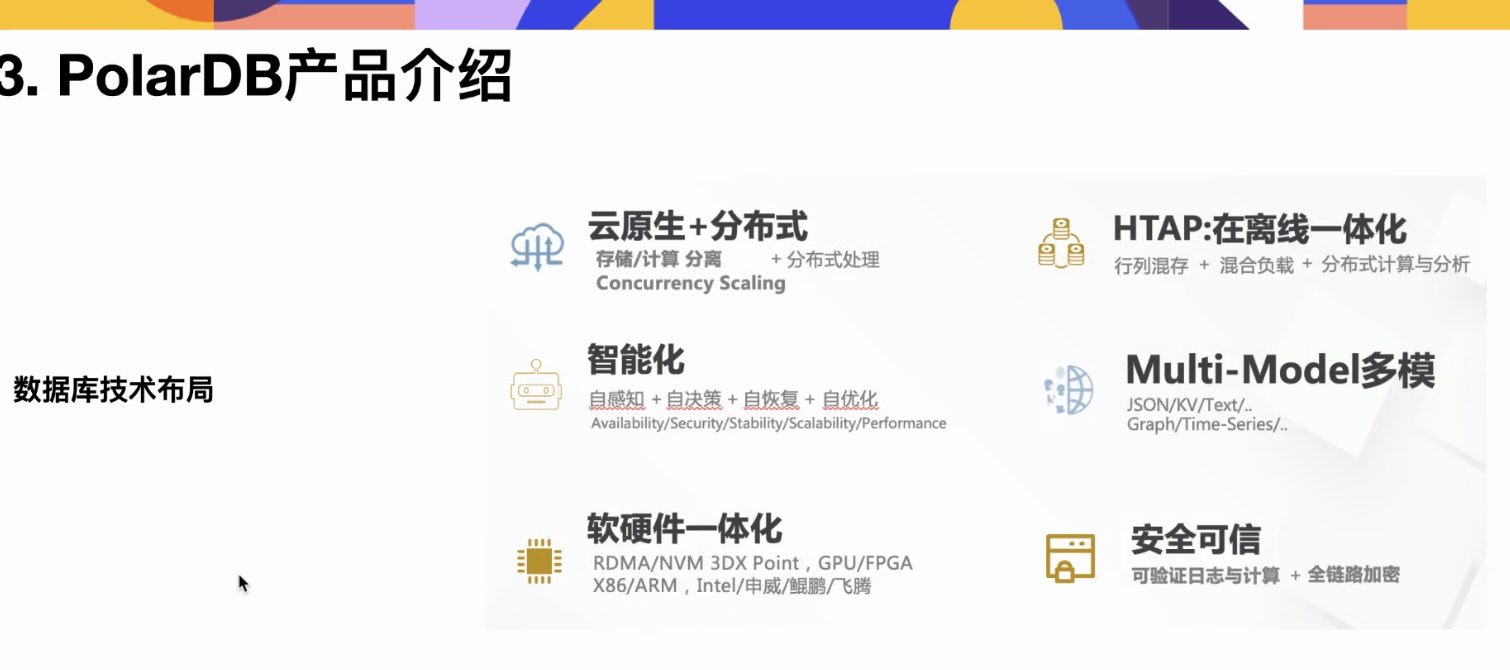 3. PolarDB产品介绍
数据库技术布局
云原生+分布式
存储/计算 分离 + 分布式处理
Concurrency Scaling
HTAP:在离线一体化
行列混存 + 混合负载 + 分布式计算与分析
智能化
自感知 + 自决策 + 自恢复 + 自优化
Availability/Security/Stability/Scalability/Performance
Multi-Model多模
JSON/KV/Text/..
Graph/Time-Series/..
软硬件一体化
RDMA/NVM 3DX Point，GPU/FPGA
X86/ARM，Intel/申威/鲲鹏/飞腾
安全可信
可验证日志与计算 + 全链路加密